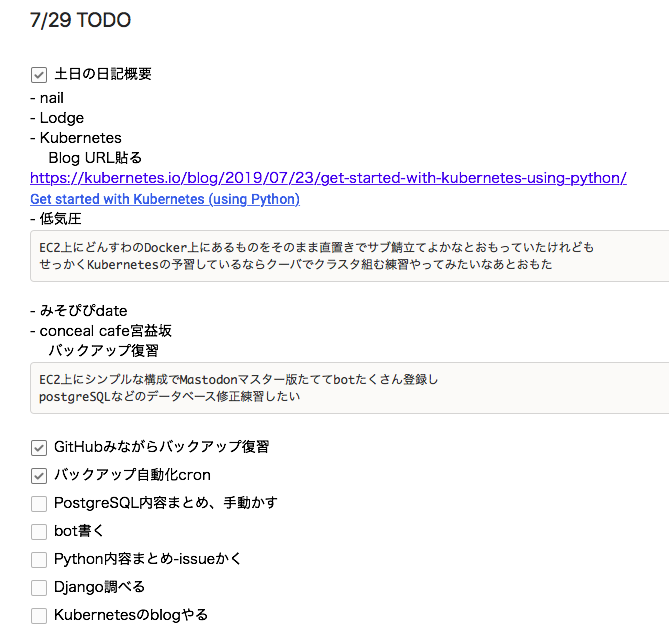 7/29 TODO
土日の日記概要
- nail
- Lodge
- Kubernetes
Blog URL貼る
https://kubernetes.io/blog/2019/07/23/get-started-with-kubernetes-using-python/
Get started with Kubernetes (using Python)
- 低気圧
EC2上にどんすわのDocker上にあるものをそのまま直置きでサブ鯖立てよかなとおもっていたけれども
せっかくKubernetesの予習しているならクーバでクラスタ組む練習やってみたいなあとおもた
- みそぴぴdate
- conceal cafe宮益坂
バックアップ復習
EC2上にシンプルな構成でMastodonマスター版たててbotたくさん登録し
postgreSQLなどのデータベース修正練習したい
GitHubみながらバックアップ復習
バックアップ自動化cron
PostgreSQL内容まとめ、手動かす
bot書く
Python内容まとめ-issueかく
Django調べる
Kubernetesのblogやる